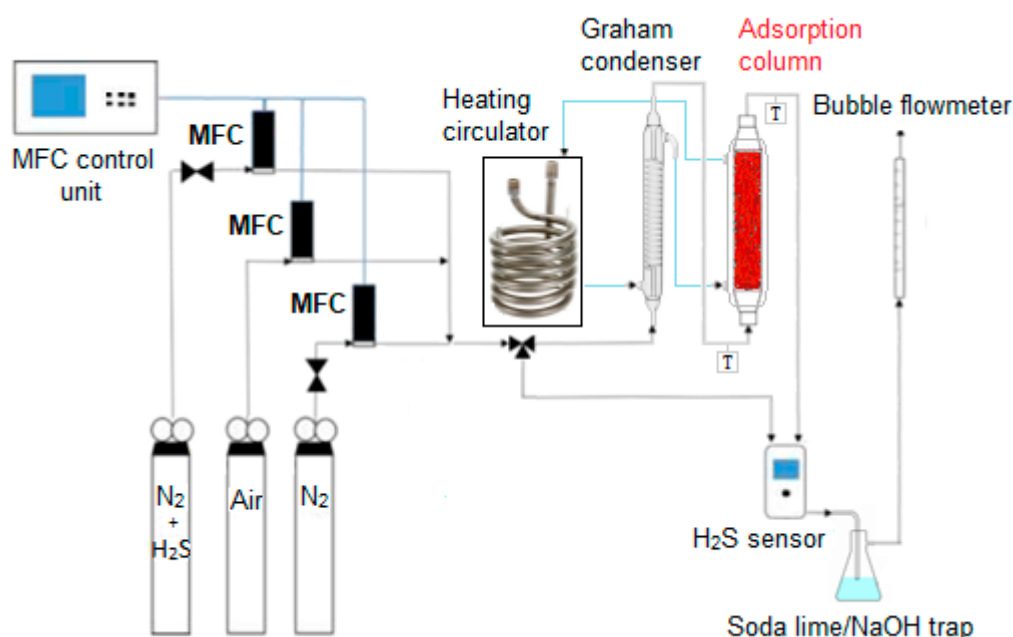 Graham
condenser
Adsorption
column
Heating
circulator
Bubble flowmeter
MFC control
unit
MFC
MFC
MFC
T
T
N2
+
H2S
Air
N2
H2S sensor
Soda lime/NaOH trap